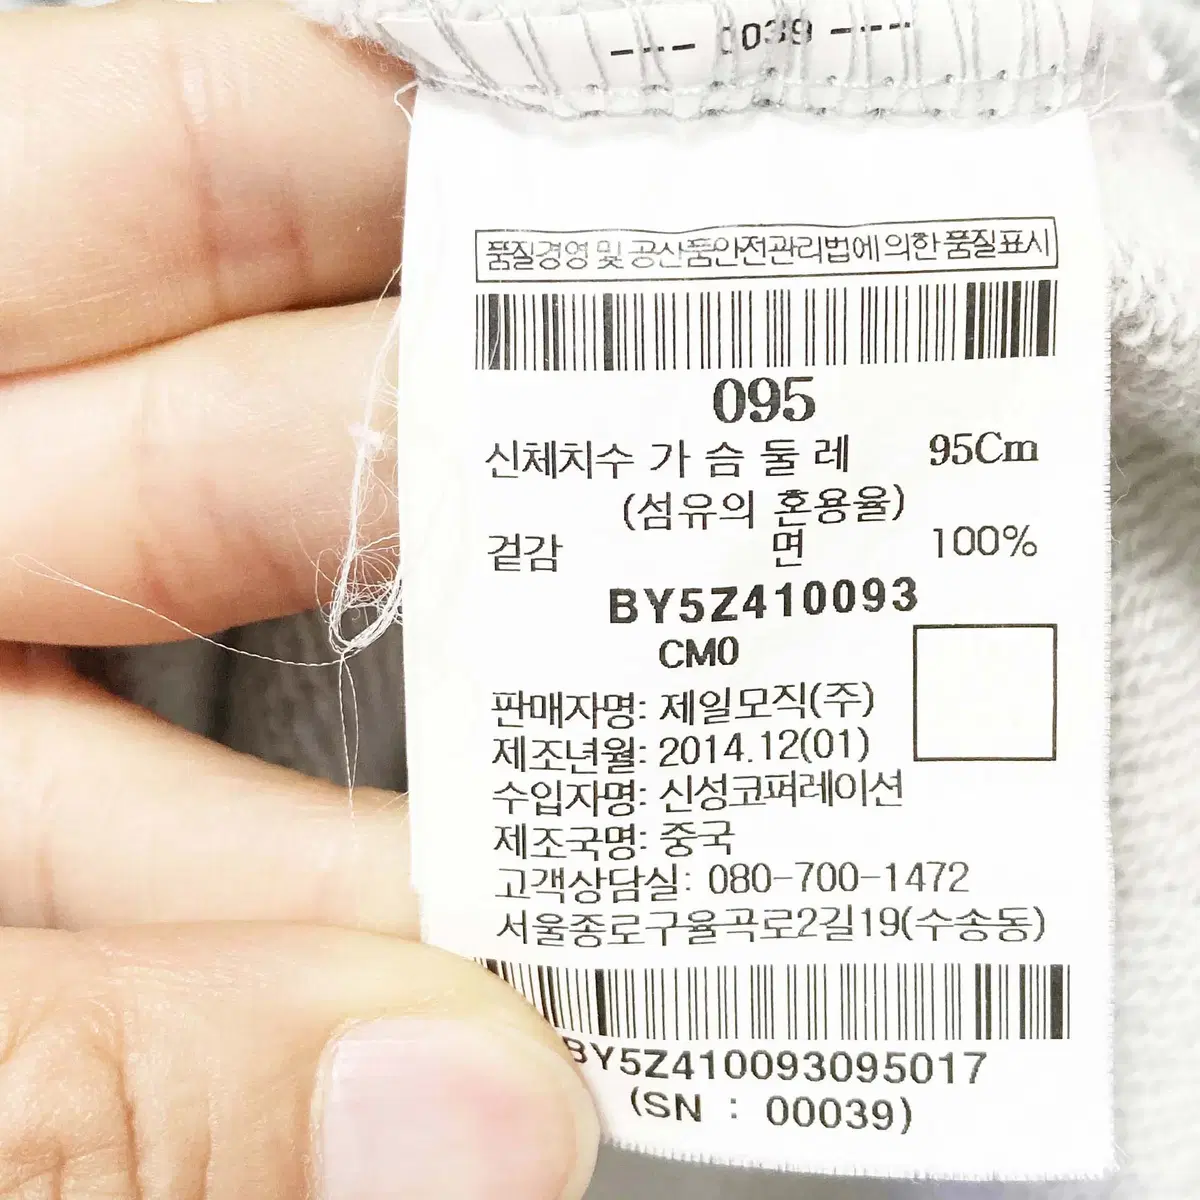 --- 0039 ----
품질경영 및 공산품안전관리법에 의한 품질표시
095
신체치수 가 슴 둘 레 95Cm
(섬유의 혼용율)
겉감 면 100%
BY5Z410093
CM0
판매자명: 제일모직(주)
제조년월: 2014.12(01)
수입자명: 신성코퍼레이션
제조국명: 중국
고객상담실: 080-700-1472
서울종로구율곡로2길19(수송동)
BY5Z410093095017
(SN : 00039)